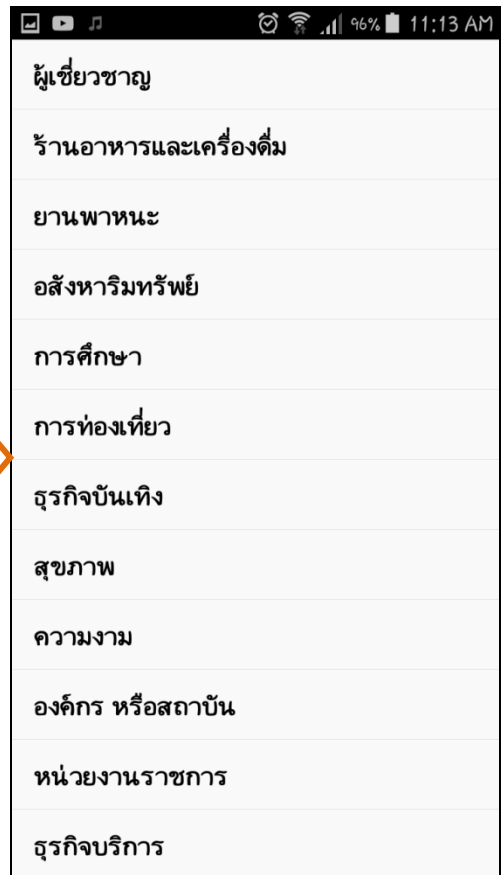 96% 11:13 AM
ผู้เชี่ยวชาญ
ร้านอาหารและเครื่องดื่ม
ยานพาหนะ
อสังหาริมทรัพย์
การศึกษา
การท่องเที่ยว
ธุรกิจบันเทิง
สุขภาพ
ความงาม
องค์กร หรือสถาบัน
หน่วยงานราชการ
ธุรกิจบริการ